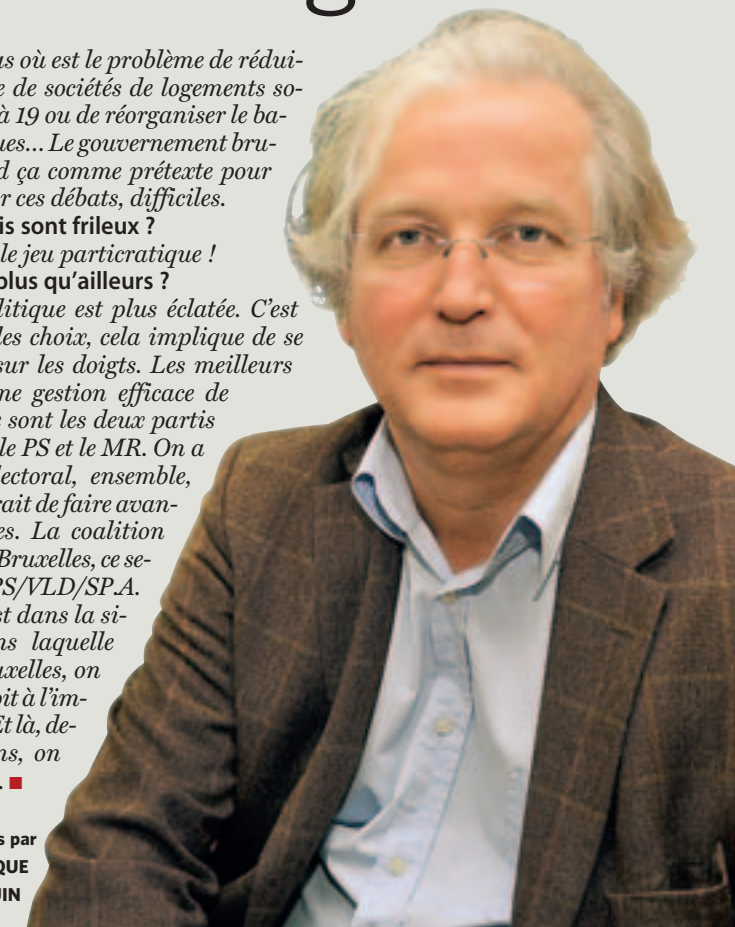 g
us où est le problème de rédui-
e de sociétés de logements so-
à 19 ou de réorganiser le ba-
ues... Le gouvernement bru-
d ça comme prétexte pour
r ces débats, difficiles.
is sont frileux ?
le jeu particratique !
plus qu’ailleurs ?
litique est plus éclatée. C’est
les choix, cela implique de se
sur les doigts. Les meilleurs
ne gestion efficace de
e sont les deux partis
le PS et le MR. On a
lectoral, ensemble,
rait de faire avan-
es. La coalition
Bruxelles, ce se-
PS/VLD/SP.A.
st dans la si-
ns laquelle
uxelles, on
oit à l’im-
Et là, de-
ns, on
.
s par
QUE
UIN